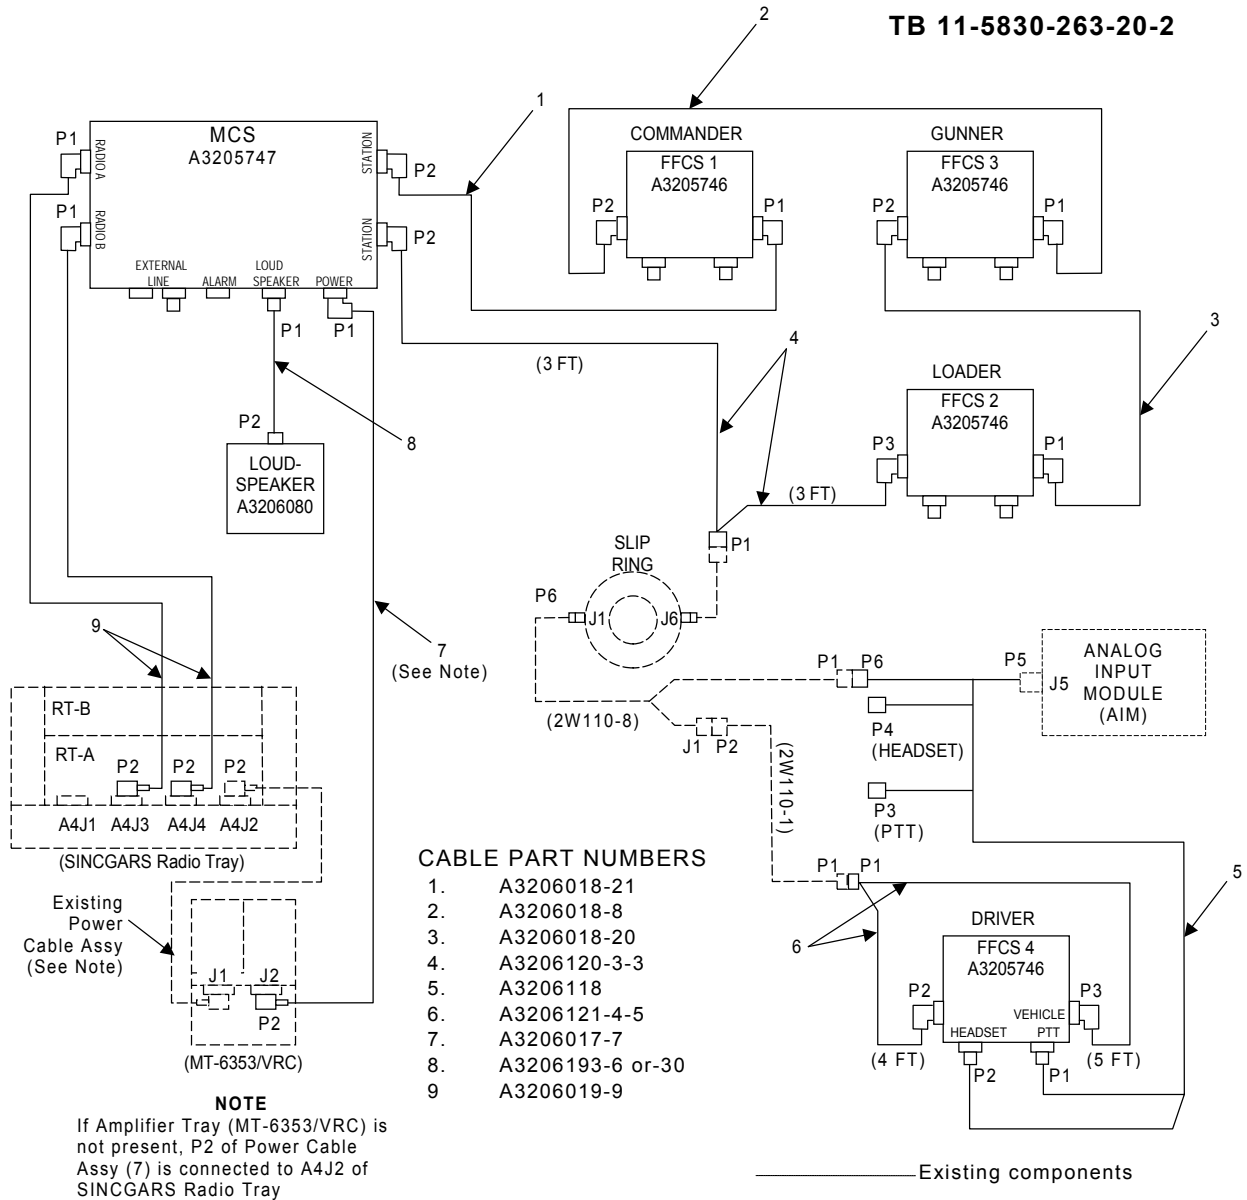 TB 11-5830-263-20-2
2
1
MCS
A3205747
P1
RADIO A
P1
RADIO B
STATION
P2
STATION
P2
EXTERNAL
LINE
ALARM
LOUD
SPEAKER
POWER
P1
P1
COMMANDER
FFCS 1
A3205746
P2
P1
GUNNER
FFCS 3
A3205746
P2
P1
(3 FT)
4
3
LOADER
FFCS 2
A3205746
P3
P1
(3 FT)
P2
8
LOUD-
SPEAKER
A3206080
P1
SLIP
RING
P6
J1
J6
9
7
(See Note)
P1
P6
P5
J5
ANALOG
INPUT
MODULE
(AIM)
(2W110-8)
J1
P2
P4
(HEADSET)
(2W110-1)
P3
(PTT)
RT-B
RT-A
P2
P2
P2
A4J1
A4J3
A4J4
A4J2
(SINCGARS Radio Tray)
Existing
Power
Cable Assy
(See Note)
J1
J2
P2
(MT-6353/VRC)
CABLE PART NUMBERS
1. A3206018-21
2. A3206018-8
3. A3206018-20
4. A3206120-3-3
5. A3206118
6. A3206121-4-5
7. A3206017-7
8. A3206193-6 or-30
9 A3206019-9
P1
P1
5
6
DRIVER
FFCS 4
A3205746
P2
P3
VEHICLE
HEADSET
PTT
(4 FT)
(5 FT)
P2
P1
NOTE
If Amplifier Tray (MT-6353/VRC) is
not present, P2 of Power Cable
Assy (7) is connected to A4J2 of
SINCGARS Radio Tray
Existing components